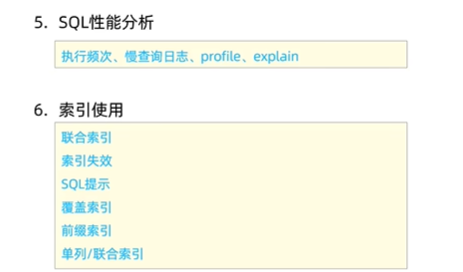 5. SQL性能分析
执行频次、慢查询日志、profile、explain
6. 索引使用
联合索引
索引失效
SQL提示
覆盖索引
前缀索引
单列/联合索引